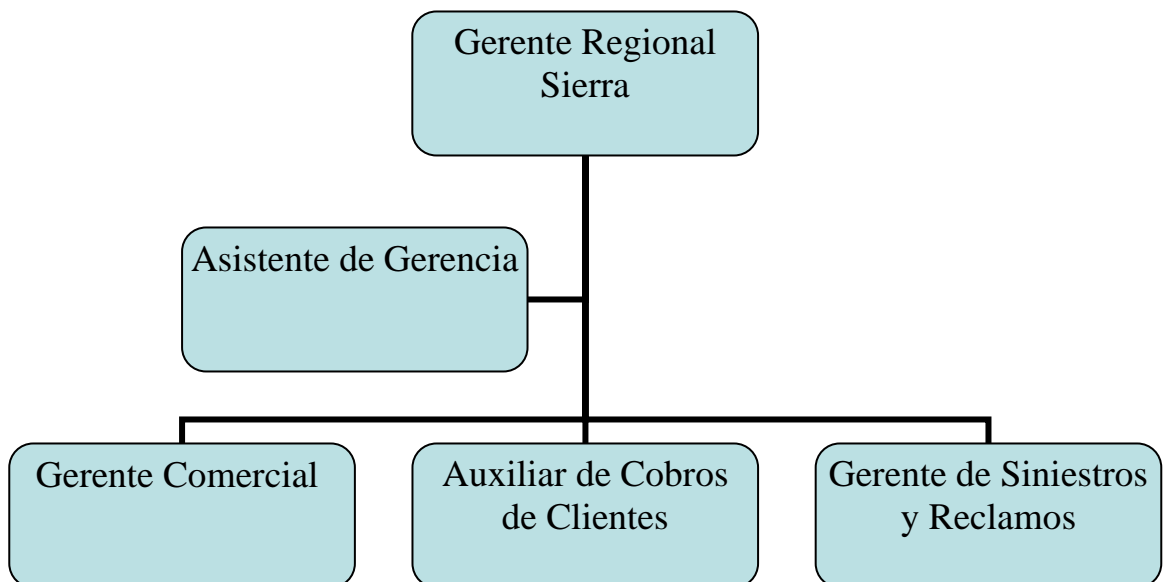 Gerente Regional
Sierra
Asistente de Gerencia
Gerente Comercial
Auxiliar de Cobros
de Clientes
Gerente de Siniestros
y Reclamos